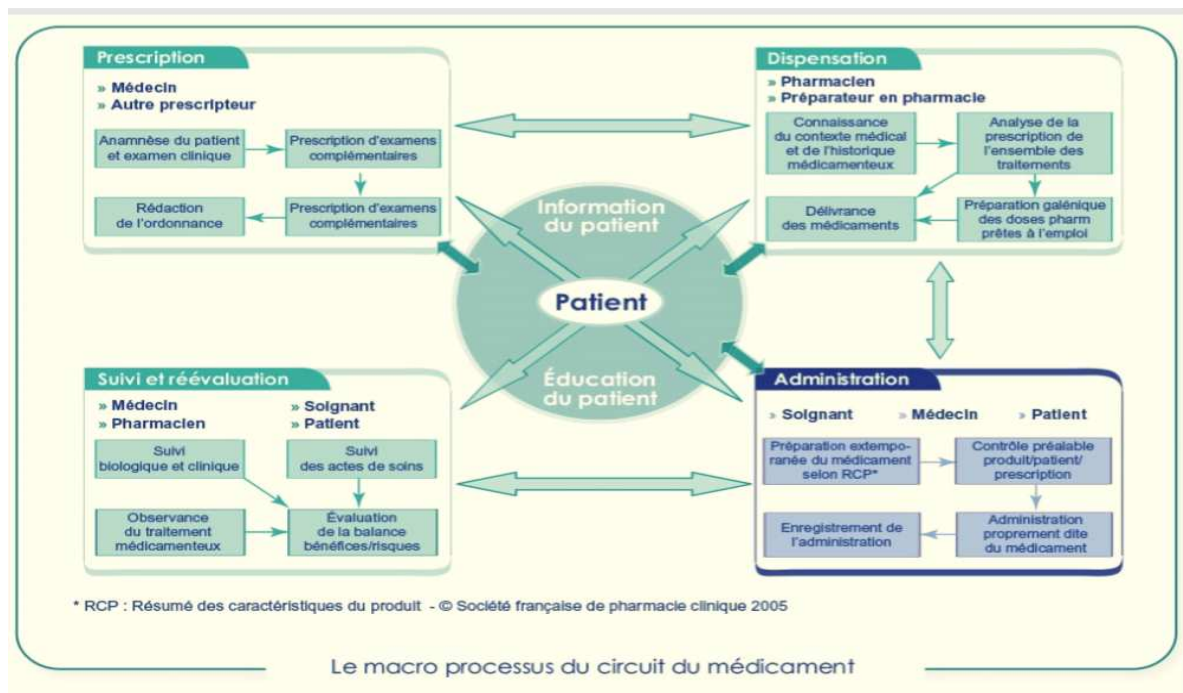 Prescription
» Médecin
» Autre prescripteur
Anamnèse du patient
et examen clinique
Prescription d'examens
complémentaires
Rédaction
de l'ordonnance
Prescription d'examens
complémentaires
Dispensation
» Pharmacien
» Préparateur en pharmacie
Connaissance
du contexte médical
et de l'historique
médicamenteux
Analyse de la
prescription de
l'ensemble des
traitements
Délivrance
des médicaments
Préparation galénique
des doses pharm
prêtes à l'emploi
Information
du patient
Patient
Éducation
du patient
Suivi et réévaluation
» Médecin
» Pharmacien
» Soignant
» Patient
Suivi
biologique et clinique
Suivi
des actes de soins
Observance
du traitement
médicamenteux
Évaluation
de la balance
bénéfices/risques
Administration
» Soignant
» Médecin
» Patient
Préparation extempo-
ranée du médicament
selon RCP*
Contrôle préalable
produit/patient/
prescription
Enregistrement de
l'administration
Administration
proprement dite
du médicament
* RCP : Résumé des caractéristiques du produit - © Société française de pharmacie clinique 2005
Le macro processus du circuit du médicament